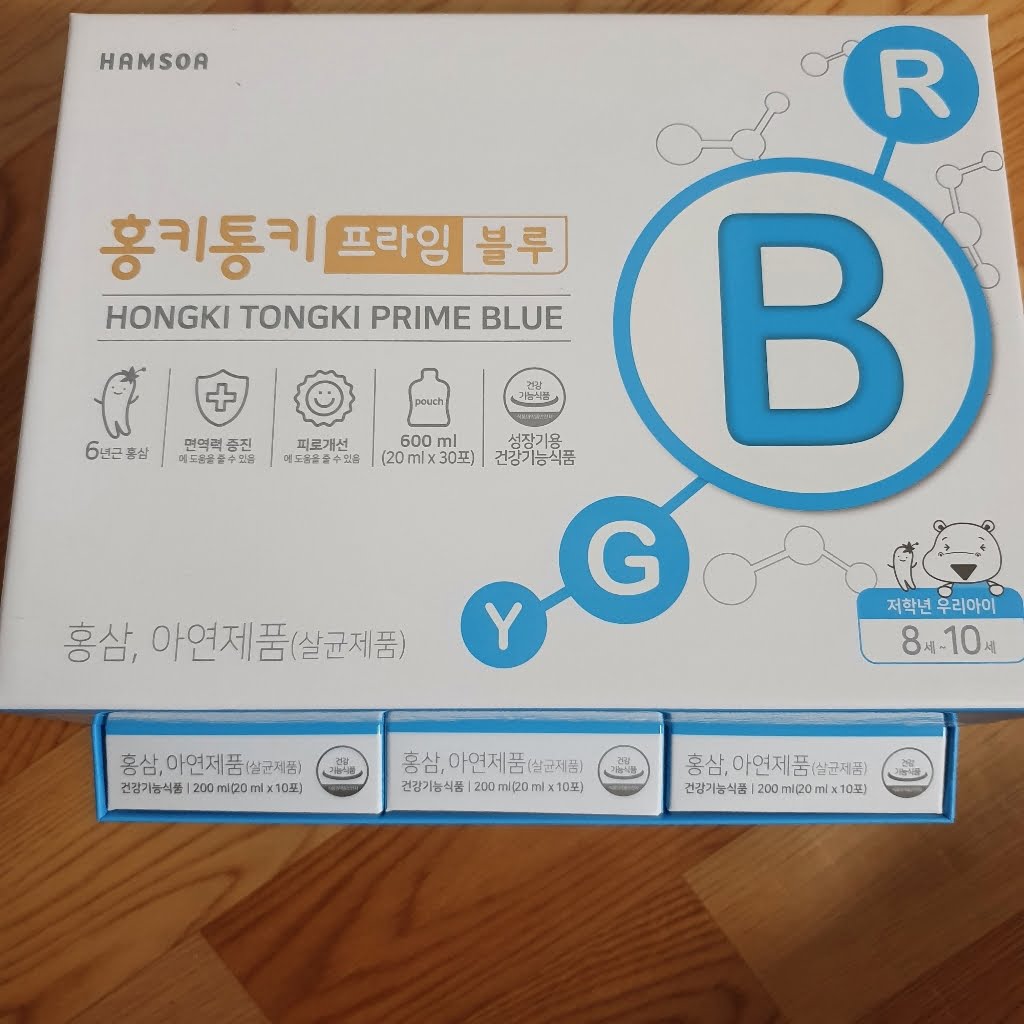 HAMSOA
R
B
G
Y
홍키통키 프라임 블루
HONGKI TONGKI PRIME BLUE
6년근 홍삼
면역력 증진
에 도움을 줄 수 있음
피로개선
에 도움을 줄 수 있음
pouch
600 ml
(20 ml x 30포)
건강
기능식품
성장기용
건강기능식품
저학년 우리아이
8세~10세
홍삼, 아연제품(살균제품)
홍삼, 아연제품(살균제품)
건강기능식품 | 200 ml(20 ml x 10포)
건강
기능식품
홍삼, 아연제품(살균제품)
건강기능식품 | 200 ml(20 ml x 10포)
건강
기능식품
홍삼, 아연제품(살균제품)
건강기능식품 | 200 ml(20 ml x 10포)
건강
기능식품